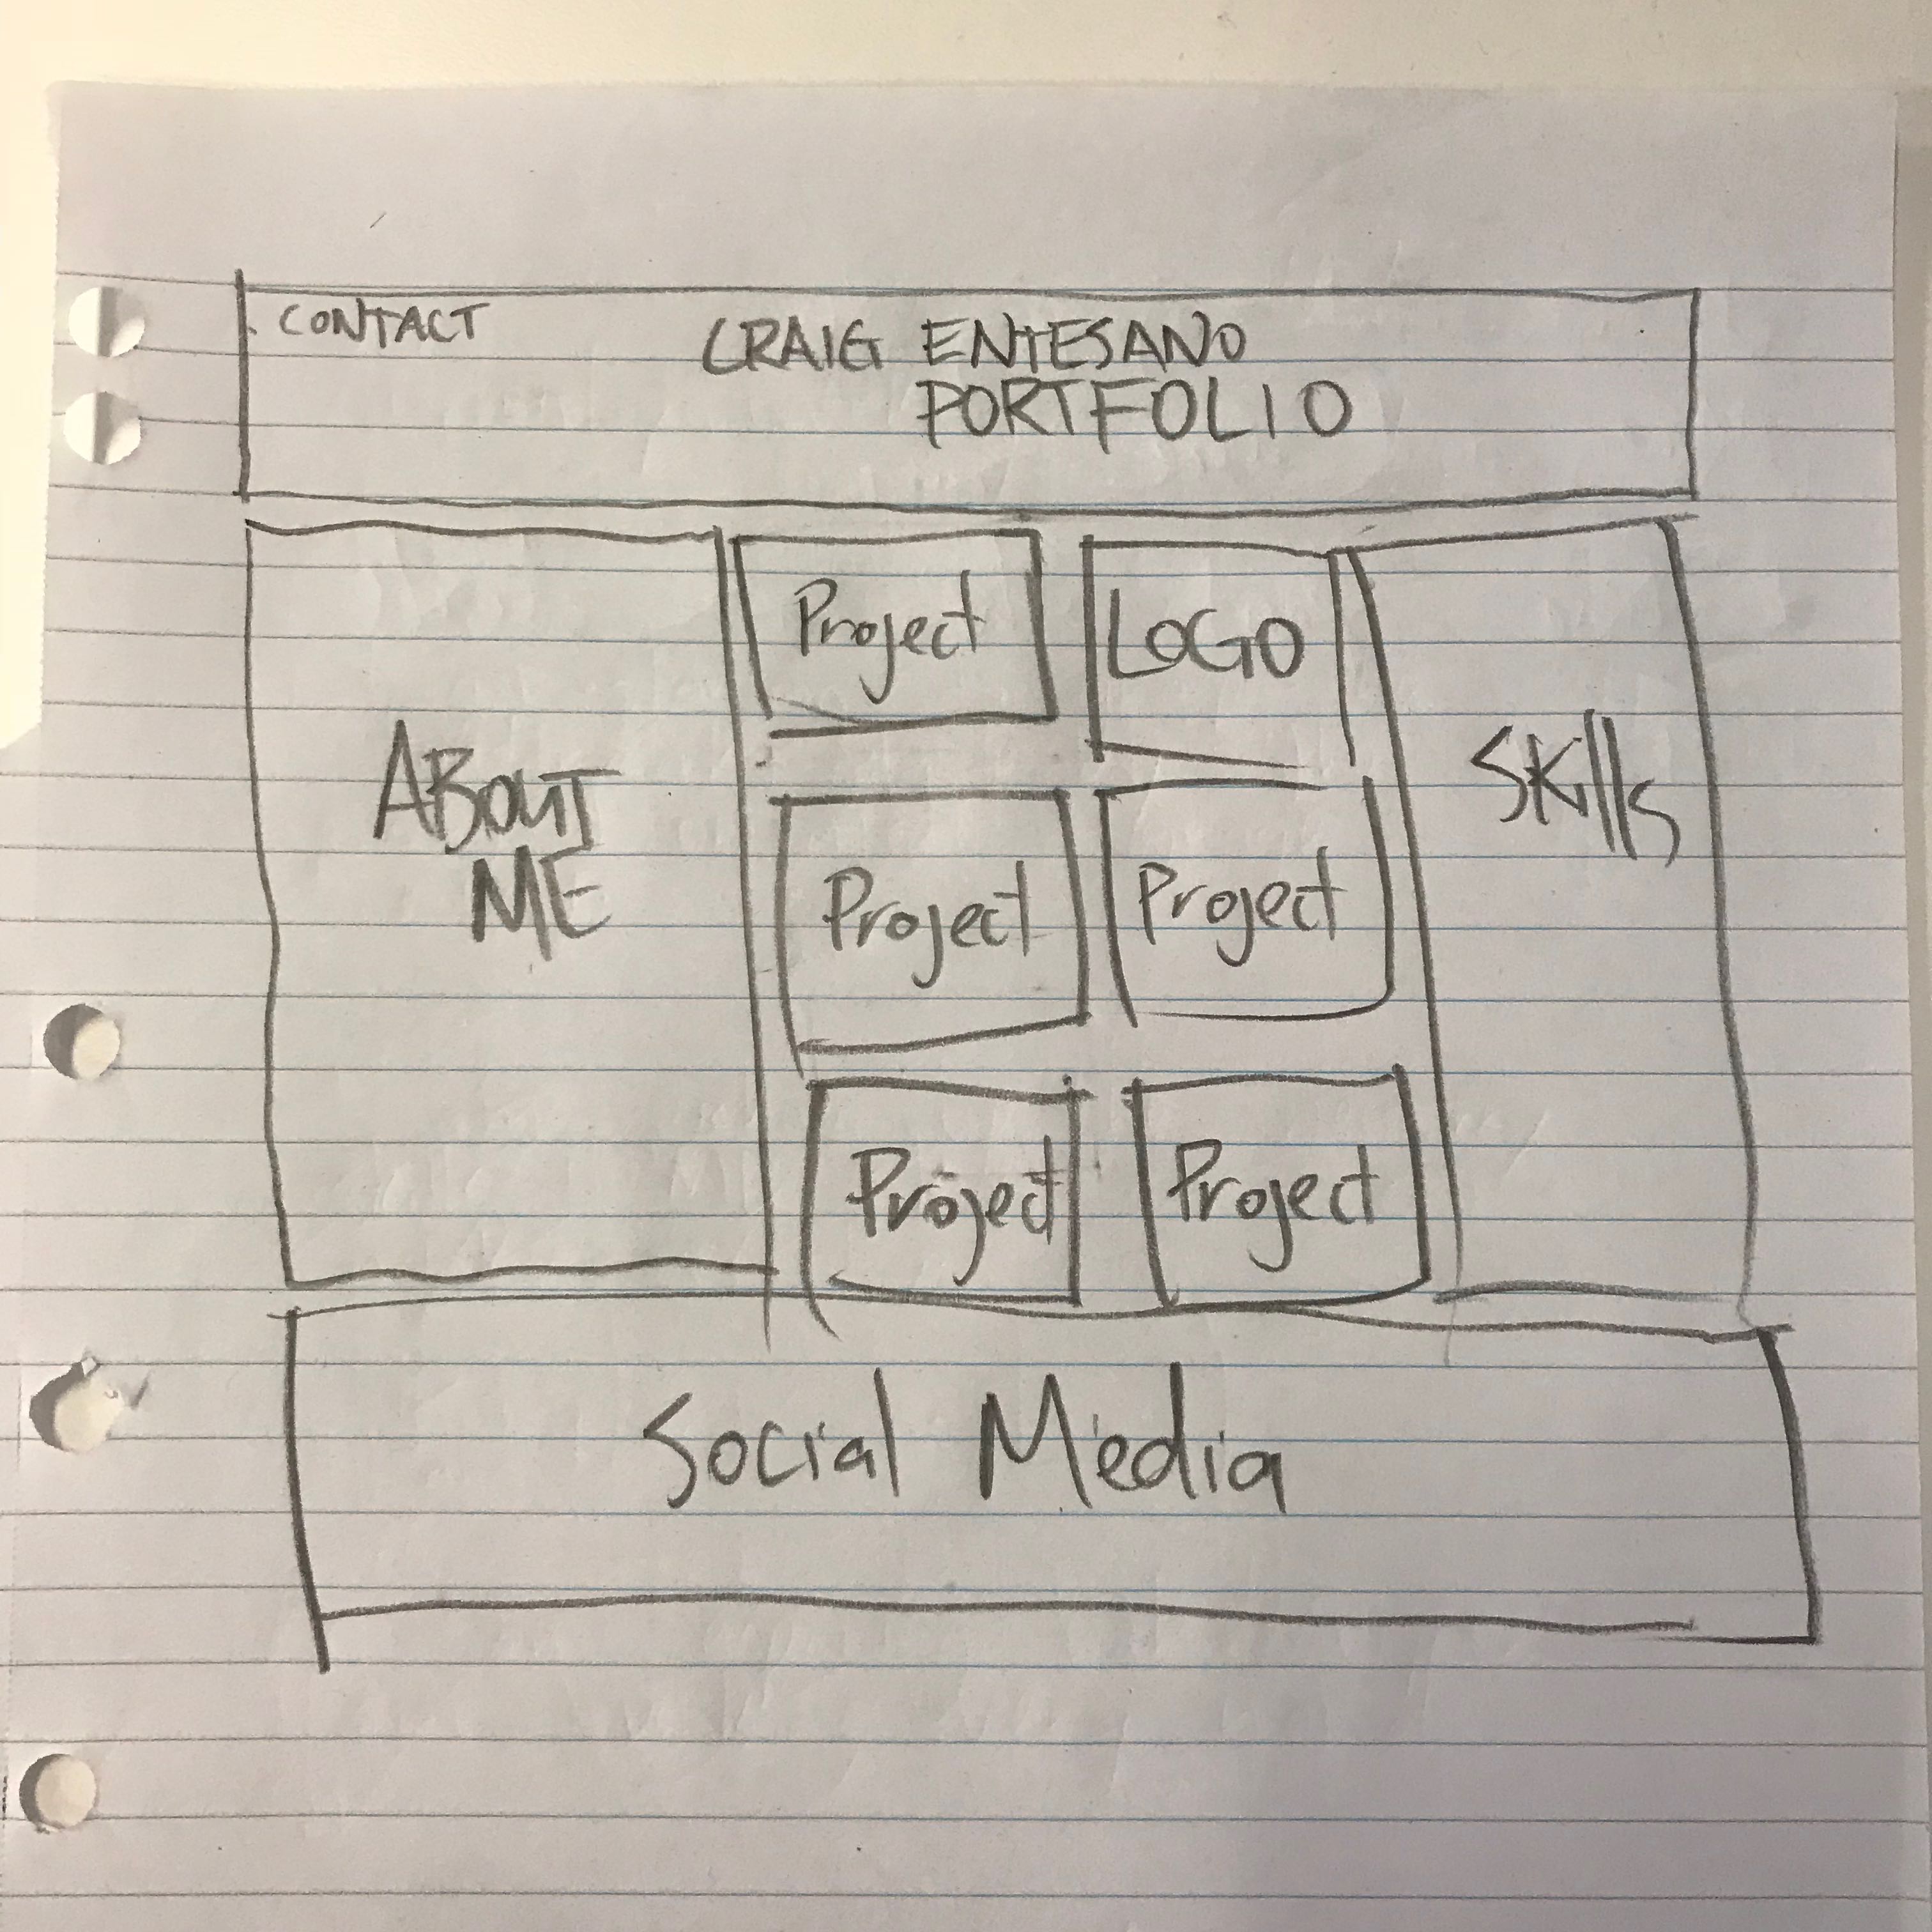 CONTACT
CRAIG ENTESANO
PORTFOLIO
ABOUT
ME
Project
LOGO
Project
Project
Project
Project
Skills
Social Media